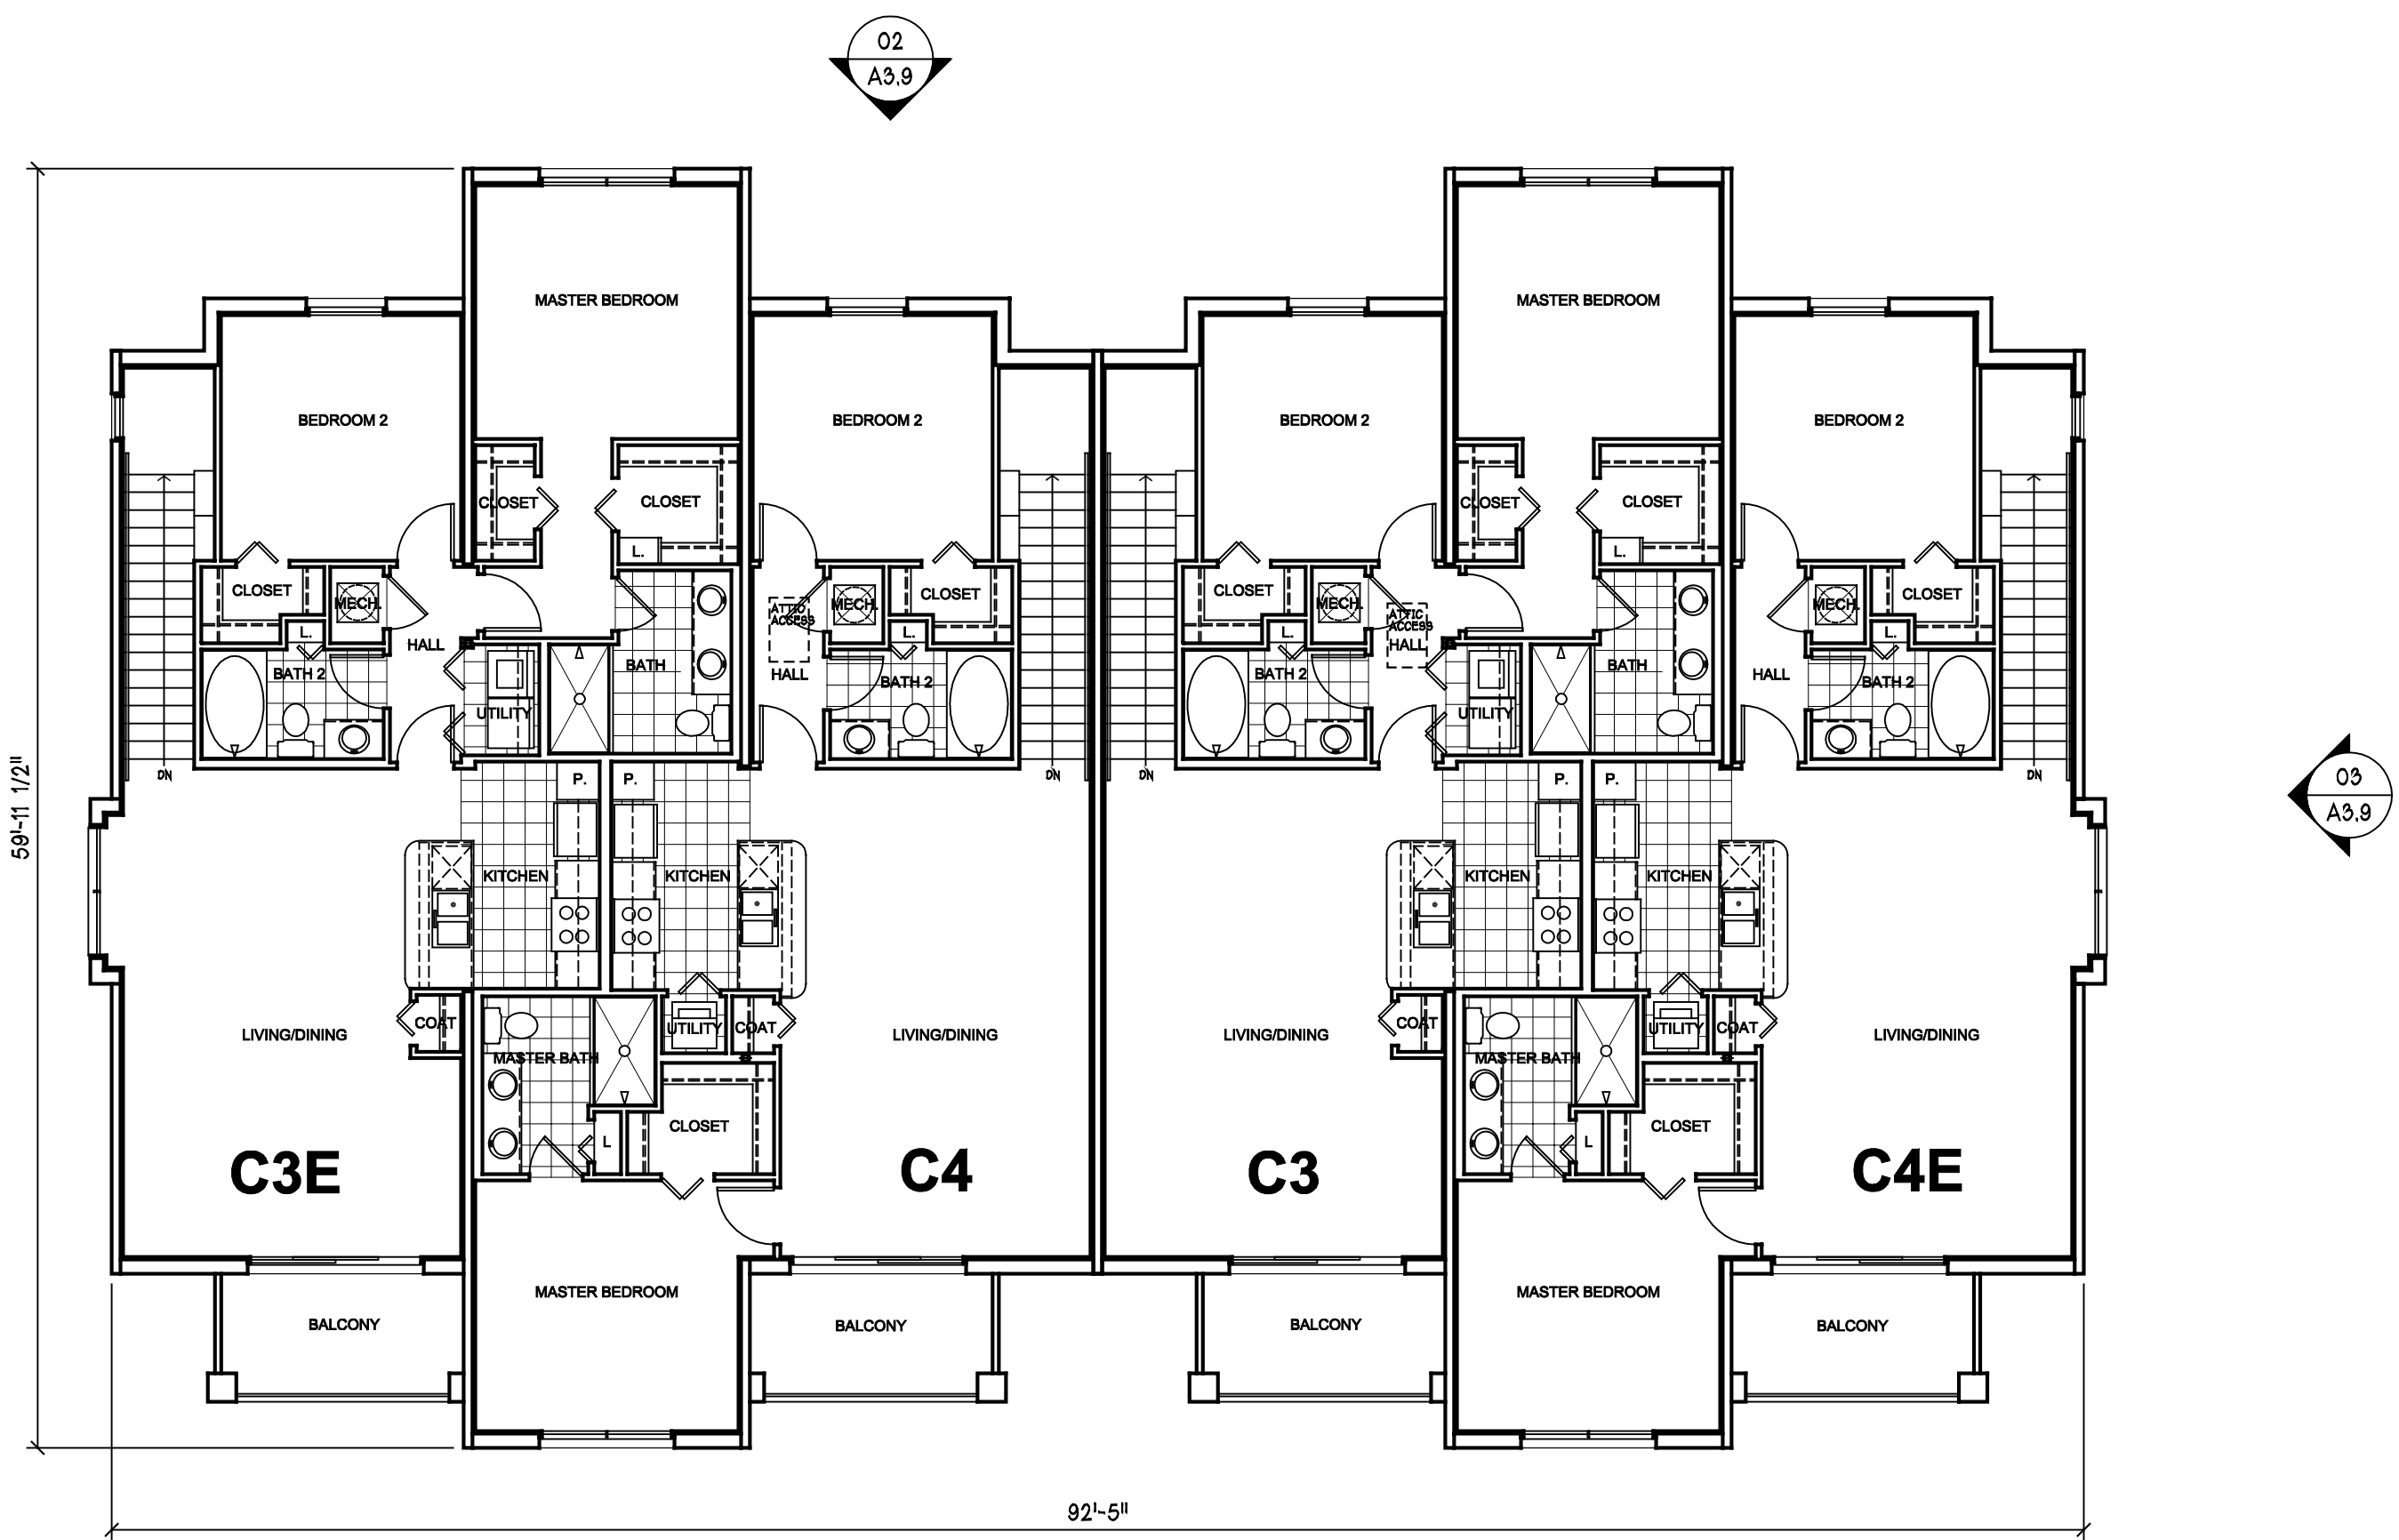 02
A3.9
MASTER BEDROOM
MASTER BEDROOM
BEDROOM 2
BEDROOM 2
BEDROOM 2
BEDROOM 2
CLOSET
CLOSET
CLOSET
CLOSET
L.
L.
CLOSET
MECH.
ATTIC
ACCESS
MECH.
CLOSET
CLOSET
MECH.
ATTIC
ACCESS
MECH.
CLOSET
L.
HALL
L.
L.
HALL
L.
BATH 2
BATH
HALL
BATH 2
BATH 2
BATH
HALL
BATH 2
UTILITY
UTILITY
DN
DN
DN
DN
P.
P.
P.
P.
59'-11 1/2"
03
A3.9
KITCHEN
KITCHEN
KITCHEN
KITCHEN
LIVING/DINING
COAT
UTILITY
COAT
LIVING/DINING
LIVING/DINING
COAT
UTILITY
COAT
LIVING/DINING
MASTER BATH
MASTER BATH
CLOSET
CLOSET
L
L
C3E
C4
C3
C4E
MASTER BEDROOM
MASTER BEDROOM
BALCONY
BALCONY
BALCONY
BALCONY
92'-5"